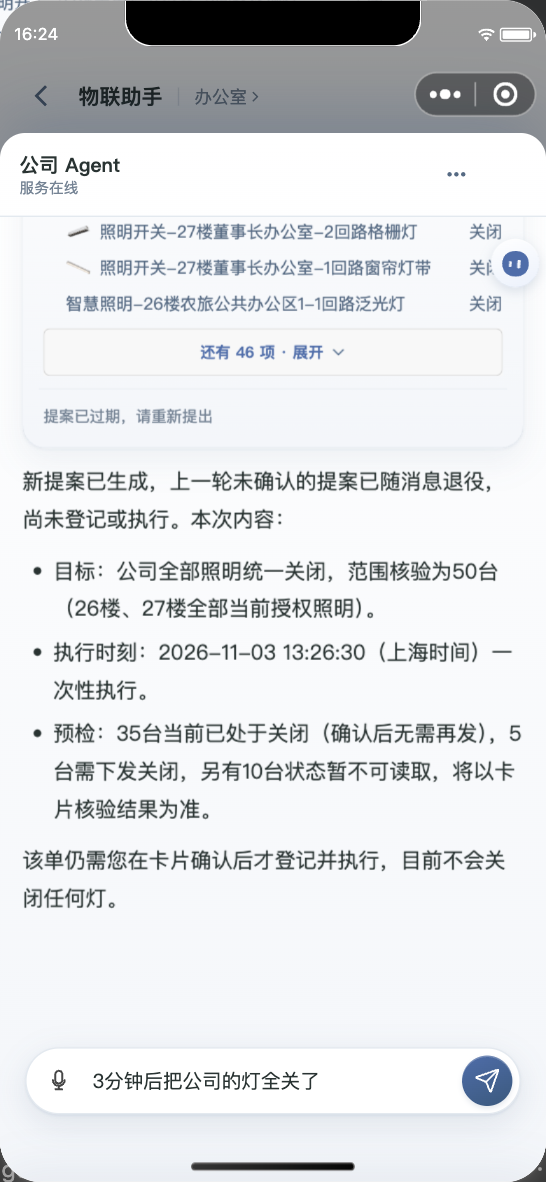 16:24
物联助手 办公室 >
公司 Agent
服务在线
照明开关-27楼董事长办公室-2回路格栅灯 关闭
照明开关-27楼董事长办公室-1回路窗帘灯带 关
智慧照明-26楼农旅公共办公区1-1回路泛光灯 关闭
还有 46 项 · 展开
提案已过期，请重新提出
新提案已生成，上一轮未确认的提案已随消息退役，
尚未登记或执行。本次内容：
• 目标：公司全部照明统一关闭，范围核验为50台
（26楼、27楼全部当前授权照明）。
• 执行时刻：2026-11-03 13:26:30（上海时间）一
次性执行。
• 预检：35台当前已处于关闭（确认后无需再发），5
台需下发关闭，另有10台状态暂不可读取，将以卡
片核验结果为准。
该单仍需您在卡片确认后才登记并执行，目前不会关
闭任何灯。
3分钟后把公司的灯全关了